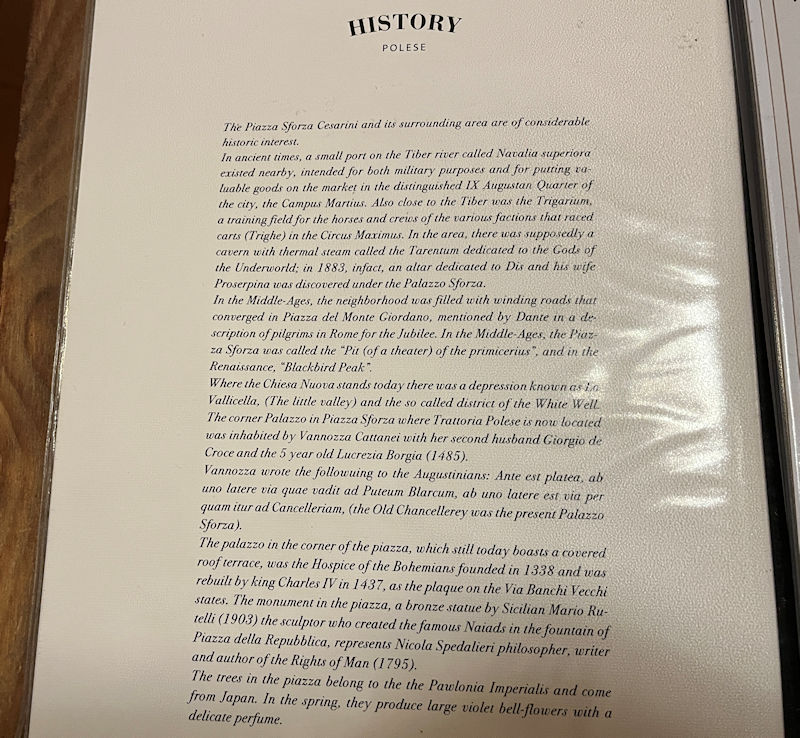 HISTORY
POLESE
The Piazza Sforza Cesarini and its surrounding area are of considerable
historic interest.
In ancient times, a small port on the Tiber river called Navalia superiora
existed nearby, intended for both military purposes and for putting va-
luable goods on the market in the distinguished IX Augustan Quarter of
the city, the Campus Martius. Also close to the Tiber was the Trigarium,
a training field for the horses and crews of the various factions that raced
carts (Trighe) in the Circus Maximus. In the area, there was supposedly a
cavern with thermal steam called the Tarentum dedicated to the Gods of
the Underworld; in 1883, infact, an altar dedicated to Dis and his wife
Proserpina was discovered under the Palazzo Sforza.
In the Middle-Ages, the neighborhood was filled with winding roads that
converged in Piazza del Monte Giordano, mentioned by Dante in a de-
scription of pilgrims in Rome for the Jubilee. In the Middle-Ages, the Piaz-
za Sforza was called the “Pit (of a theater) of the primicerius”, and in the
Renaissance, “Blackbird Peak”.
Where the Chiesa Nuova stands today there was a depression known as La
Vallicella, (The little valley) and the so called district of the White Well.
The corner Palazzo in Piazza Sforza where Trattoria Polese is now located
was inhabited by Vannozza Cattanei with her second husband Giorgio de
Croce and the 5 year old Lucrezia Borgia (1485).
Vannozza wrote the followuing to the Augustinians: Ante est platea, ab
uno latere via quae vadit ad Puteum Blarcum, ab uno latere est via per
quam itur ad Cancelleriam, (the Old Chancellerey was the present Palazzo
Sforza).
The palazzo in the corner of the piazza, which still today boasts a covered
roof terrace, was the Hospice of the Bohemians founded in 1338 and was
rebuilt by king Charles IV in 1437, as the plaque on the Via Banchi Vecchi
states. The monument in the piazza, a bronze statue by Sicilian Mario Ru-
telli (1903) the sculptor who created the famous Naiads in the fountain of
Piazza della Repubblica, represents Nicola Spedalieri philosopher, writer
and author of the Rights of Man (1795).
The trees in the piazza belong to the the Pawlonia Imperialis and come
from Japan. In the spring, they produce large violet bell-flowers with a
delicate perfume.